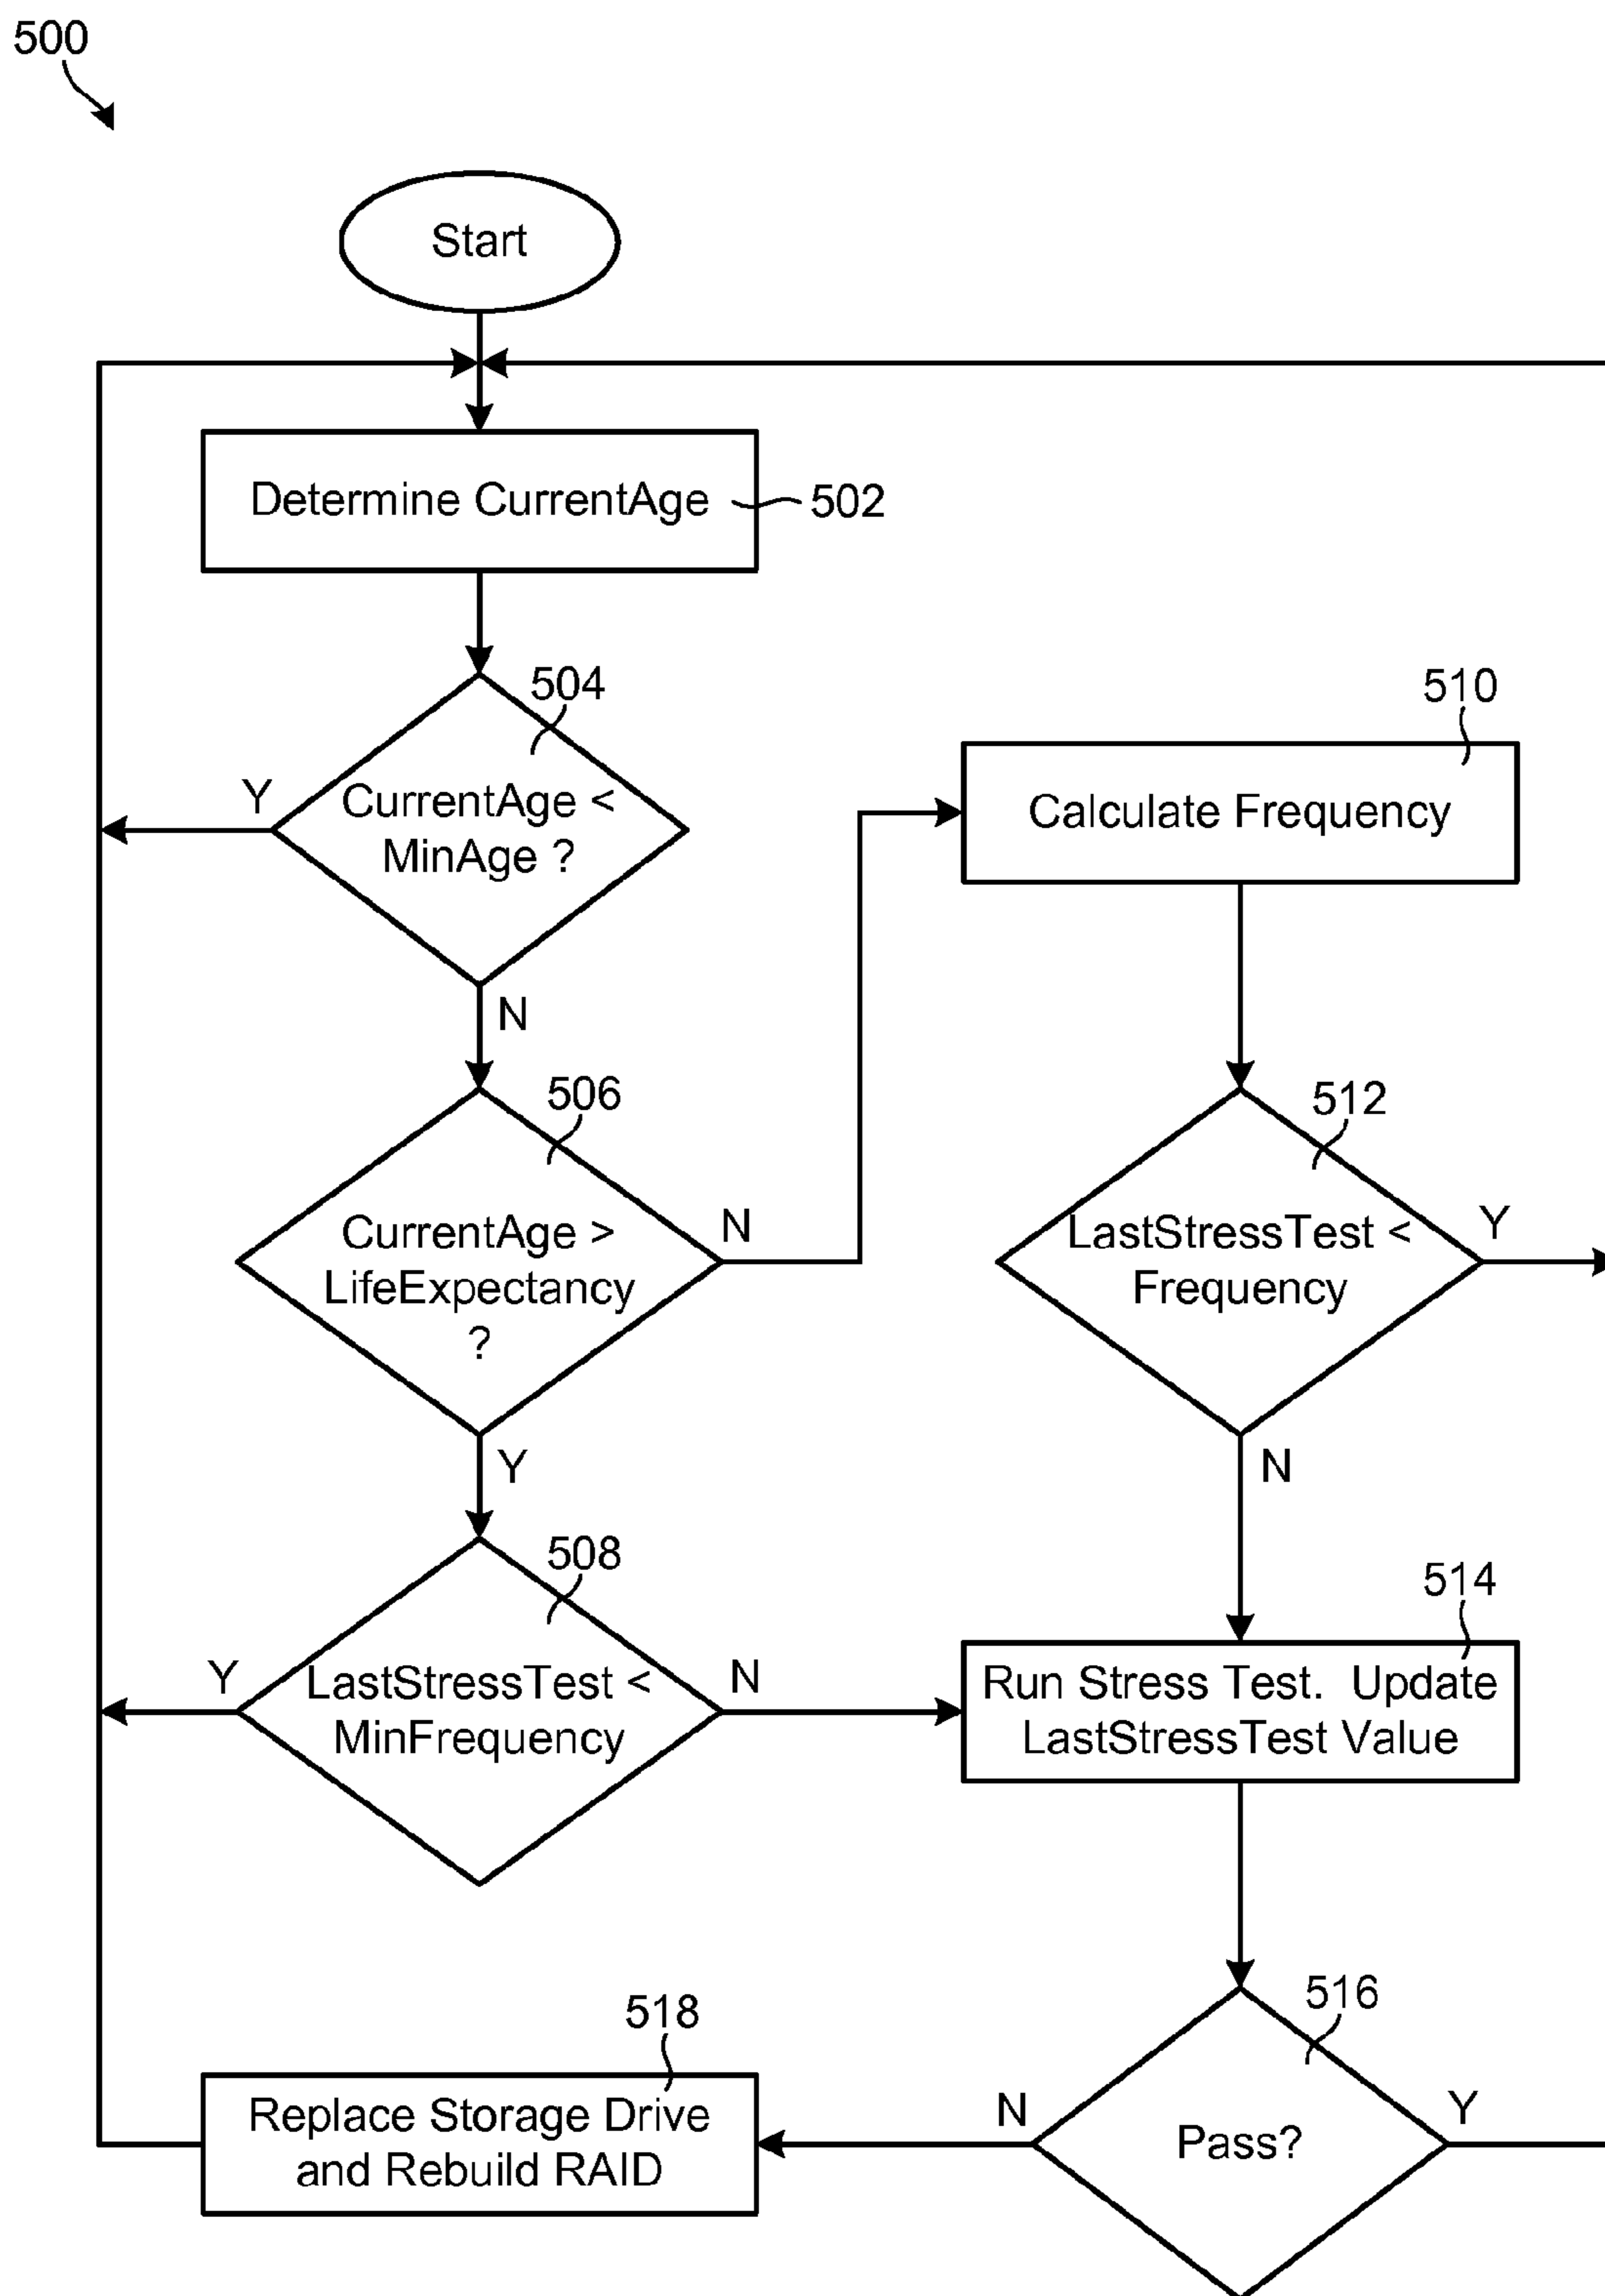 500
Start
Determine CurrentAge
502
504
Y
CurrentAge <
MinAge ?
N
510
Calculate Frequency
506
CurrentAge >
LifeExpectancy
?
N
Y
512
LastStressTest <
Frequency
Y
N
508
Y
LastStressTest <
MinFrequency
N
514
Run Stress Test. Update
LastStressTest Value
516
Pass?
N
Y
518
Replace Storage Drive
and Rebuild RAID